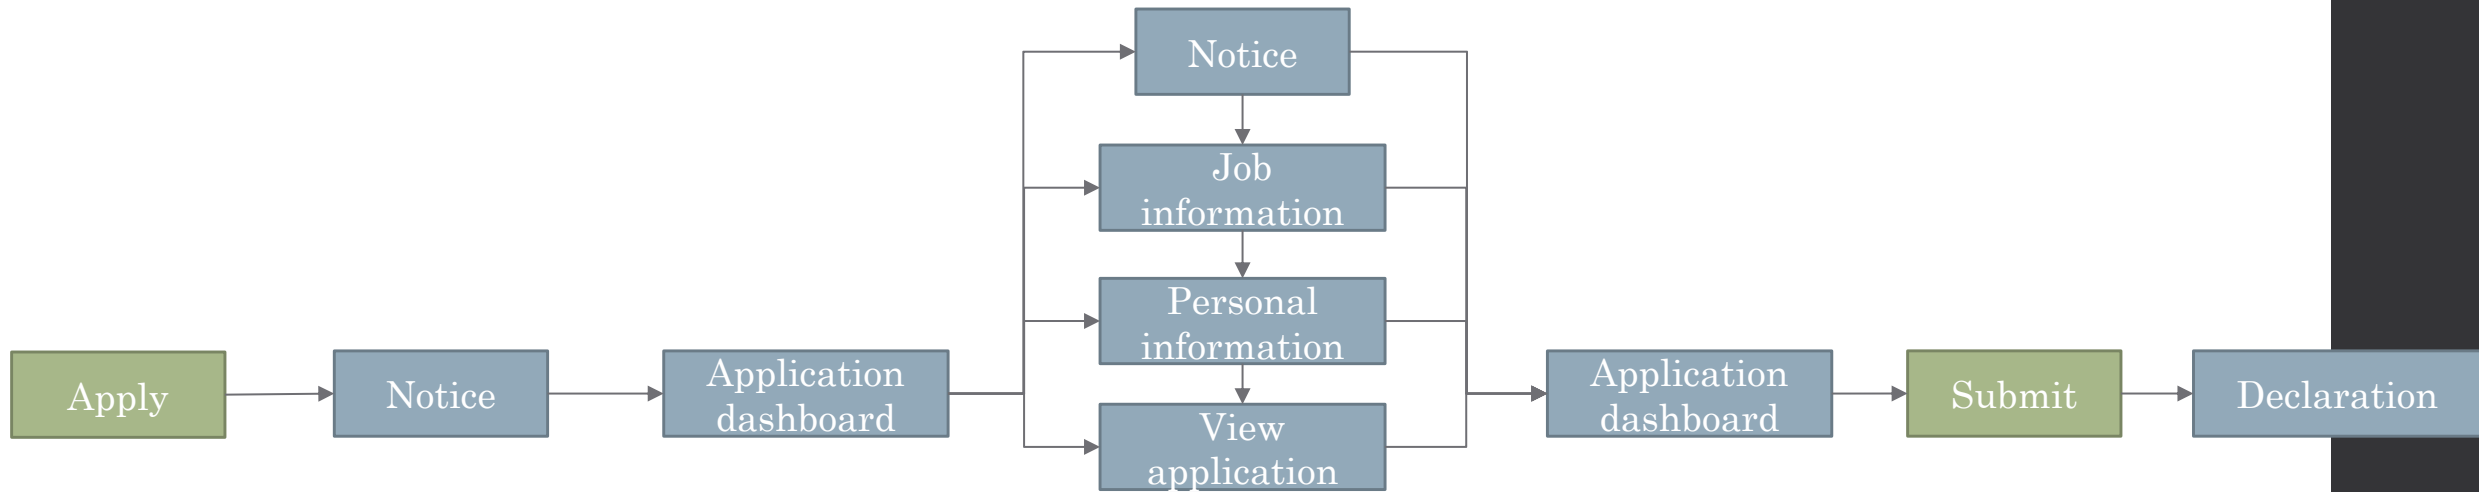 Notice
Job
information
Personal
information
Apply
Notice
Application
dashboard
View
application
Application
dashboard
Submit
Declaration